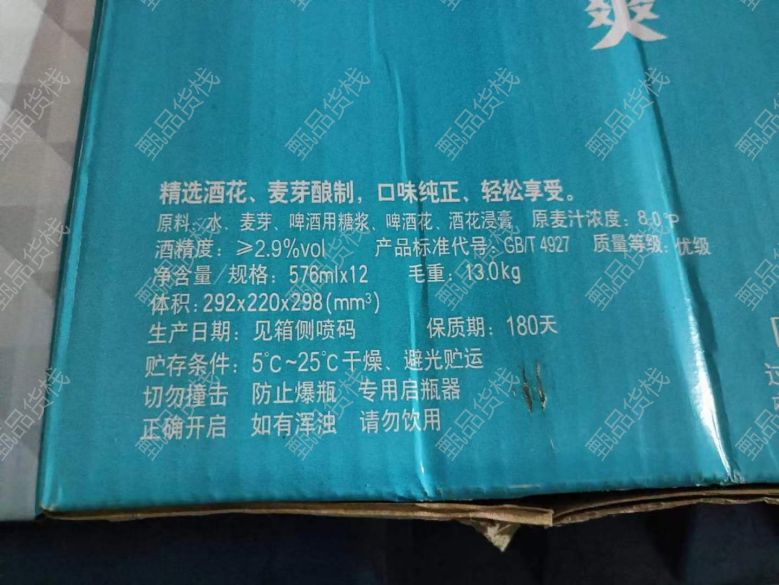 爽
精选酒花、麦芽酿制，口味纯正、轻松享受。
原料：水、麦芽、啤酒用糖浆、啤酒花、酒花浸膏 原麦汁浓度：8.0°P
酒精度：≥2.9%vol 产品标准代号：GB/T 4927 质量等级：优级
净含量/规格：576mlx12 毛重：13.0kg
体积：292x220x298(mm³)
生产日期：见箱侧喷码 保质期：180天
贮存条件：5℃~25℃干燥、避光贮运
切勿撞击 防止爆瓶 专用启瓶器
正确开启 如有浑浊 请勿饮用
甄品货栈